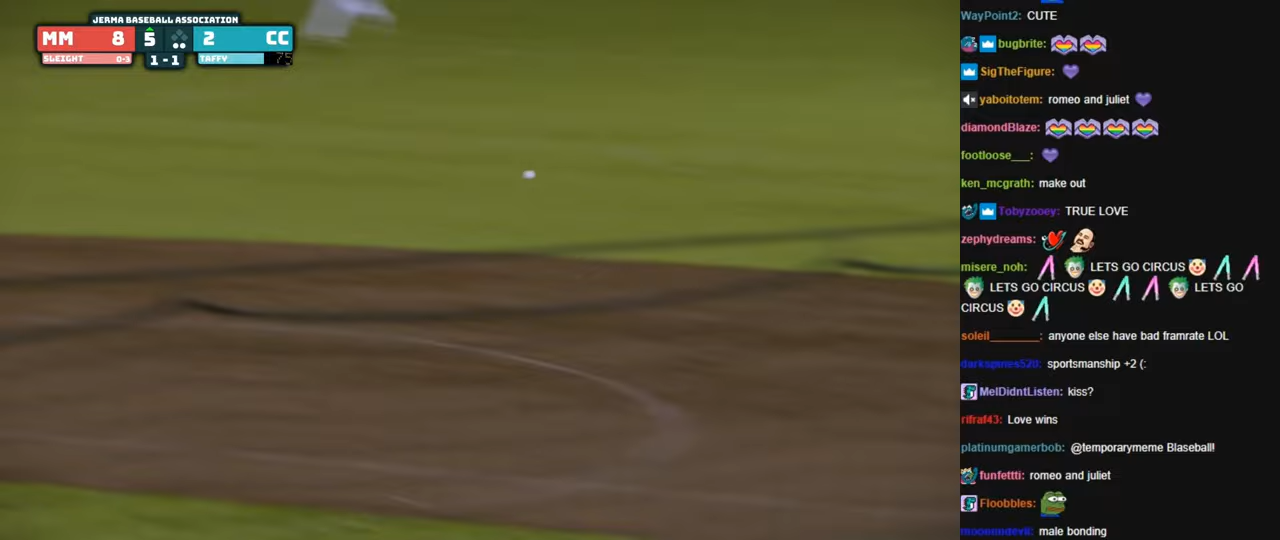 JERMA BASEBALL ASSOCIATION
MM 8 5 2 CC
SLEIGHT 0-3 1 - 1 TAFFY 75
WayPoint2: CUTE
bugbrite:
SigTheFigure:
yaboitotem: romeo and juliet
diamondBlaze:
footloose___:
ken_mcgrath: make out
Tobyzooey: TRUE LOVE
zephydreams:
misere_noh: LETS GO CIRCUS
LETS GO CIRCUS LETS GO
CIRCUS
soleil________: anyone else have bad framrate LOL
darkspines520: sportsmanship +2 (:
MelDidntListen: kiss?
rifraf43: Love wins
platinumgamerbob: @temporarymeme Blaseball!
funfettti: romeo and juliet
Floobbles:
male bonding